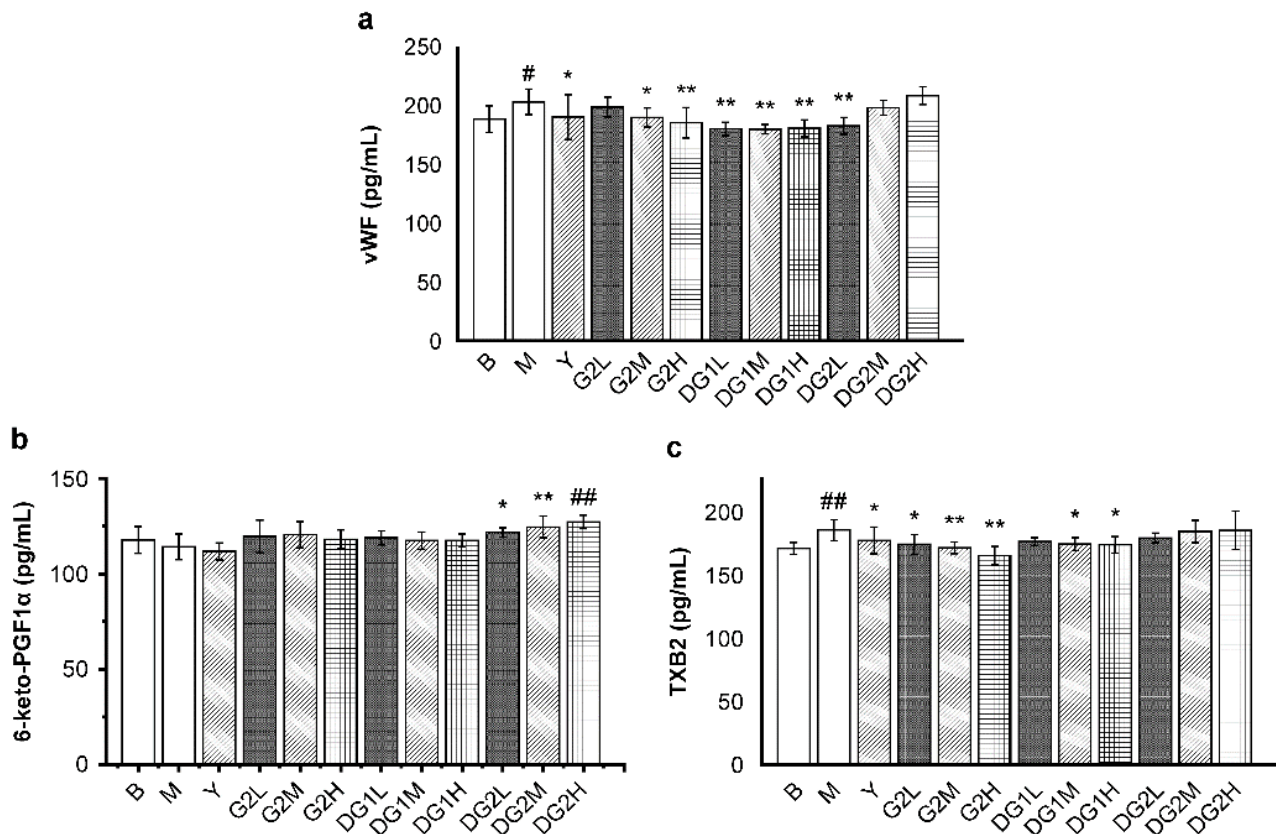 a
250
200
150
100
50
0
vWF (pg/mL)
# * * ** ** ** ** **
B M Y G2L G2M G2H DG1L DG1M DG1H DG2L DG2M DG2H
b
150
100
50
0
6-keto-PGF1α (pg/mL)
* ** ##
B M Y G2L G2M G2H DG1L DG1M DG1H DG2L DG2M DG2H
c
200
150
100
50
0
TXB2 (pg/mL)
## * * ** ** * *
B M Y G2L G2M G2H DG1L DG1M DG1H DG2L DG2M DG2H